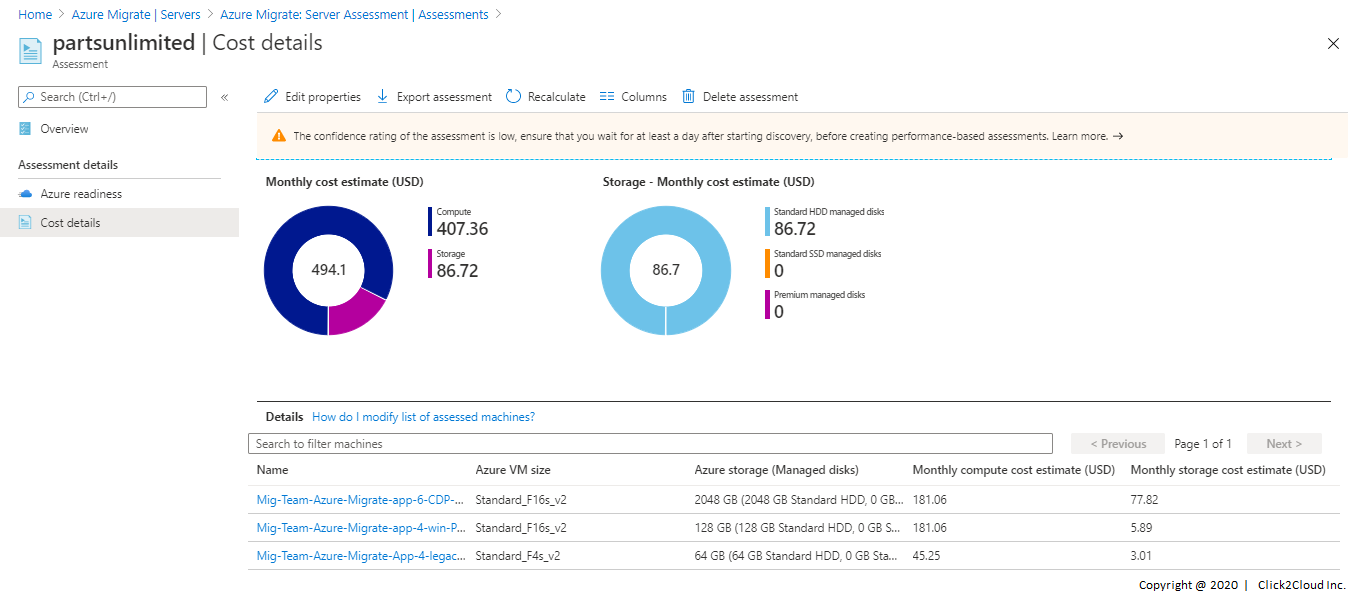 Home > Azure Migrate | Servers > Azure Migrate: Server Assessment | Assessments >
partsunlimited | Cost details
Assessment
Search (Ctrl+/)
«
Overview
Assessment details
Azure readiness
Cost details
Edit properties Export assessment Recalculate Columns Delete assessment
The confidence rating of the assessment is low, ensure that you wait for at least a day after starting discovery, before creating performance-based assessments. Learn more. →
Monthly cost estimate (USD)
494.1
Compute
407.36
Storage
86.72
Storage - Monthly cost estimate (USD)
86.7
Standard HDD managed disks
86.72
Standard SSD managed disks
0
Premium managed disks
0
Details How do I modify list of assessed machines?
Search to filter machines < Previous Page 1 of 1 Next >
Name Azure VM size Azure storage (Managed disks) Monthly compute cost estimate (USD) Monthly storage cost estimate (USD)
Mig-Team-Azure-Migrate-app-6-CDP-... Standard_F16s_v2 2048 GB (2048 GB Standard HDD, 0 GB... 181.06 77.82
Mig-Team-Azure-Migrate-app-4-win-P... Standard_F16s_v2 128 GB (128 GB Standard HDD, 0 GB S... 181.06 5.89
Mig-Team-Azure-Migrate-App-4-legac... Standard_F4s_v2 64 GB (64 GB Standard HDD, 0 GB Sta... 45.25 3.01
Copyright @ 2020 | Click2Cloud Inc.